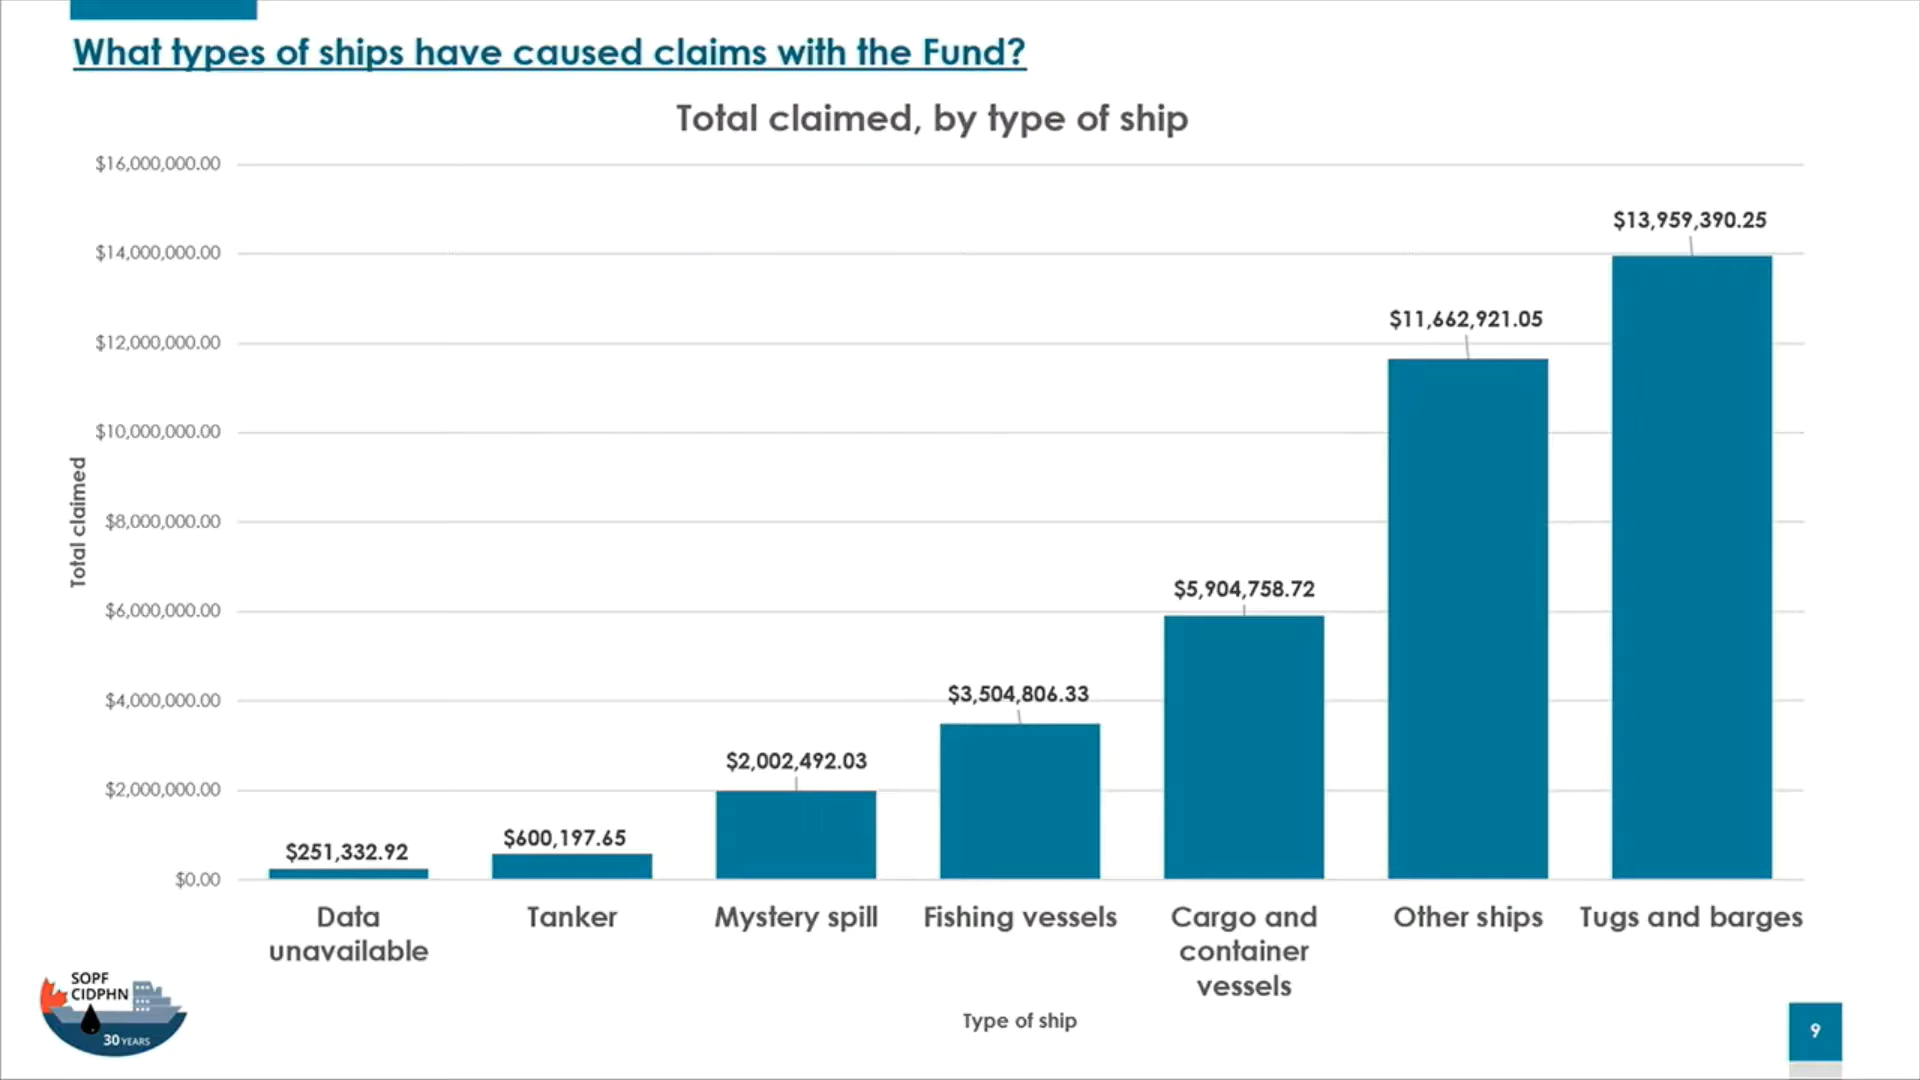 What types of ships have caused claims with the Fund?
Total claimed, by type of ship
$16,000,000.00
$14,000,000.00
$12,000,000.00
$10,000,000.00
$8,000,000.00
$6,000,000.00
$4,000,000.00
$2,000,000.00
$0.00
Total claimed
$251,332.92
$600,197.65
$2,002,492.03
$3,504,806.33
$5,904,758.72
$11,662,921.05
$13,959,390.25
Data
unavailable
Tanker
Mystery spill
Fishing vessels
Cargo and
container
vessels
Other ships
Tugs and barges
Type of ship
SOPF
CIDPHN
30 YEARS
9